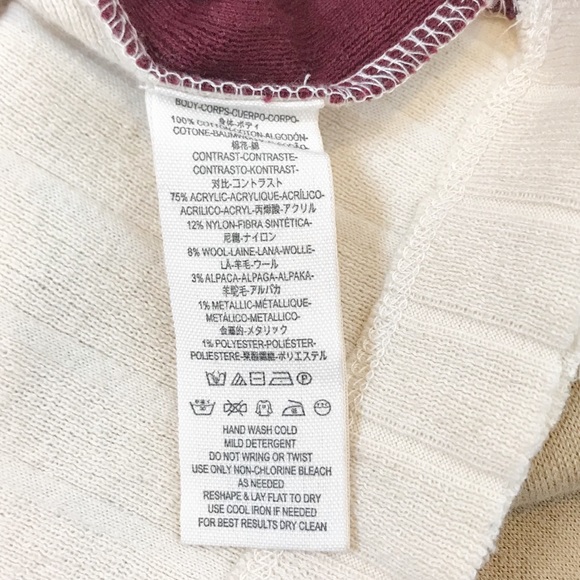 BODY-CORPS-CUERPO-CORPO-
身体-ボディ
100% COTTON-COTON-ALGODÓN-
COTONE-
棉花-綿
CONTRAST-CONTRASTE-
CONTRASTO-KONTRAST-
对比-コントラスト
75% ACRYLIC-ACRYLIQUE-ACRÍLICO-
ACRILICO-ACRYL-丙烯酸-アクリル
12% NYLON-FIBRA SINTÉTICA-
尼龍-ナイロン
8% WOOL-LAINE-LANA-WOLLE-
LÃ-羊毛-ウール
3% ALPACA-ALPAGA-ALPAKA-
羊駝毛-アルパカ
1% METALLIC-MÉTALLIQUE-
METÁLICO-METALLICO-
金屬的-メタリック
1% POLYESTER-POLIÉSTER-
POLIESTERE-聚酯纖維-ポリエステル
HAND WASH COLD
MILD DETERGENT
DO NOT WRING OR TWIST
USE ONLY NON-CHLORINE BLEACH
AS NEEDED
RESHAPE & LAY FLAT TO DRY
USE COOL IRON IF NEEDED
FOR BEST RESULTS DRY CLEAN